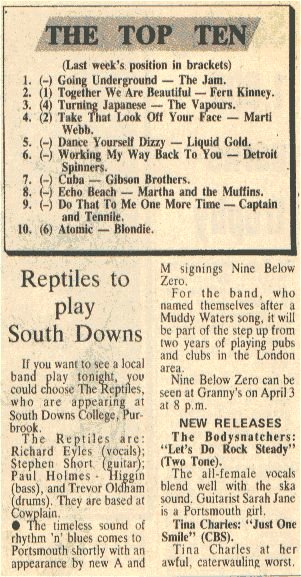 THE TOP TEN
(Last week's position in brackets)
1. (–) Going Underground — The Jam.
2. (1) Together We Are Beautiful — Fern Kinney.
3. (4) Turning Japanese — The Vapours.
4. (2) Take That Look Off Your Face — Marti
Webb.
5. (–) Dance Yourself Dizzy — Liquid Gold.
6. (–) Working My Way Back To You — Detroit
Spinners.
7. (–) Cuba — Gibson Brothers.
8. (–) Echo Beach — Martha and the Muffins.
9. (–) Do That To Me One More Time — Captain
and Tennile.
10. (6) Atomic — Blondie.
Reptiles to
play
South Downs
If you want to see a local
band play tonight, you
could choose The Reptiles,
who are appearing at
South Downs College, Pur-
brook.
The Reptiles are:
Richard Eyles (vocals);
Stephen Short (guitar);
Paul Holmes - Higgin
(bass), and Trevor Oldham
(drums). They are based at
Cowplain.
● The timeless sound of
rhythm 'n' blues comes to
Portsmouth shortly with an
appearance by new A and
M signings Nine Below
Zero.
For the band, who
named themselves after a
Muddy Waters song, it will
be part of the step up from
two years of playing pubs
and clubs in the London
area.
Nine Below Zero can be
seen at Granny's on April 3
at 8 p.m.
NEW RELEASES
The Bodysnatchers:
"Let's Do Rock Steady"
(Two Tone).
The all-female vocals
blend well with the ska
sound. Guitarist Sarah Jane
is a Portsmouth girl.
Tina Charles: "Just One
Smile" (CBS).
Tina Charles at her
awful, caterwauling worst.